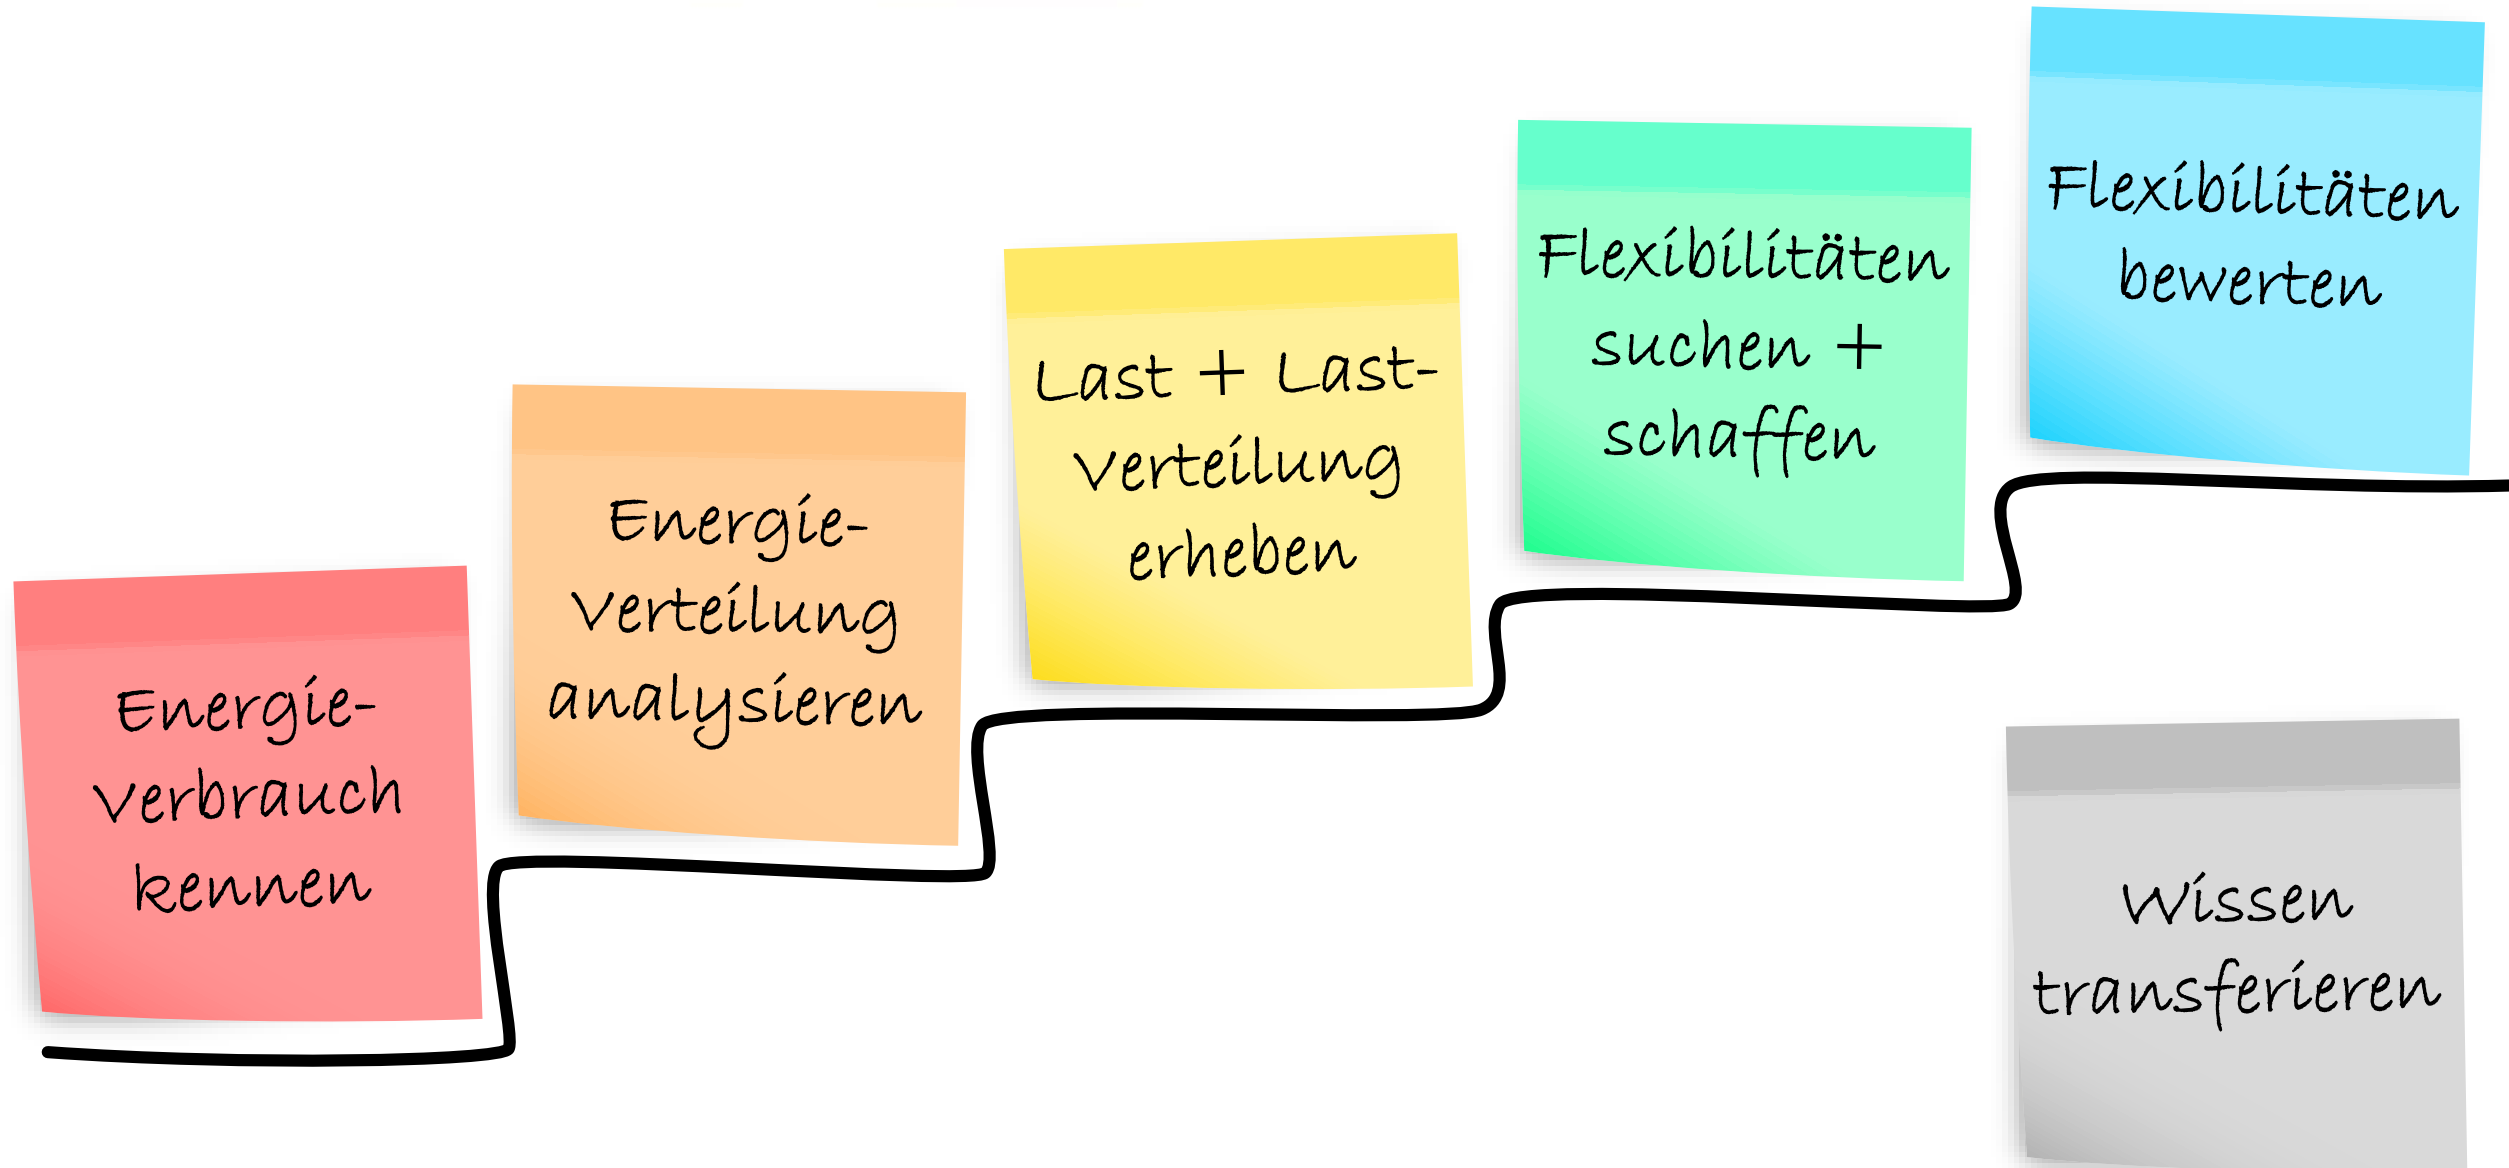 Energie-
verbrauch
kennen
Energie-
verteilung
analysieren
Last + Last-
verteilung
erheben
Flexibilitäten
suchen +
schaffen
Flexibilitäten
bewerten
Wissen
transferieren